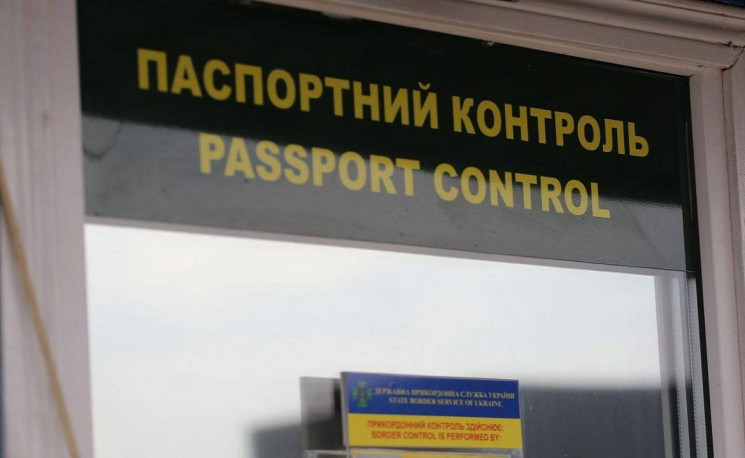 ПАСПОРТНИЙ КОНТРОЛЬ
PASSPORT CONTROL
ДЕРЖАВНА ПРИКОРДОННА СЛУЖБА УКРАЇНИ
STATE BORDER SERVICE OF UKRAINE
ПРИКОРДОННИЙ КОНТРОЛЬ ЗДІЙСНЮЄ:
BORDER CONTROL IS PERFORMED BY: